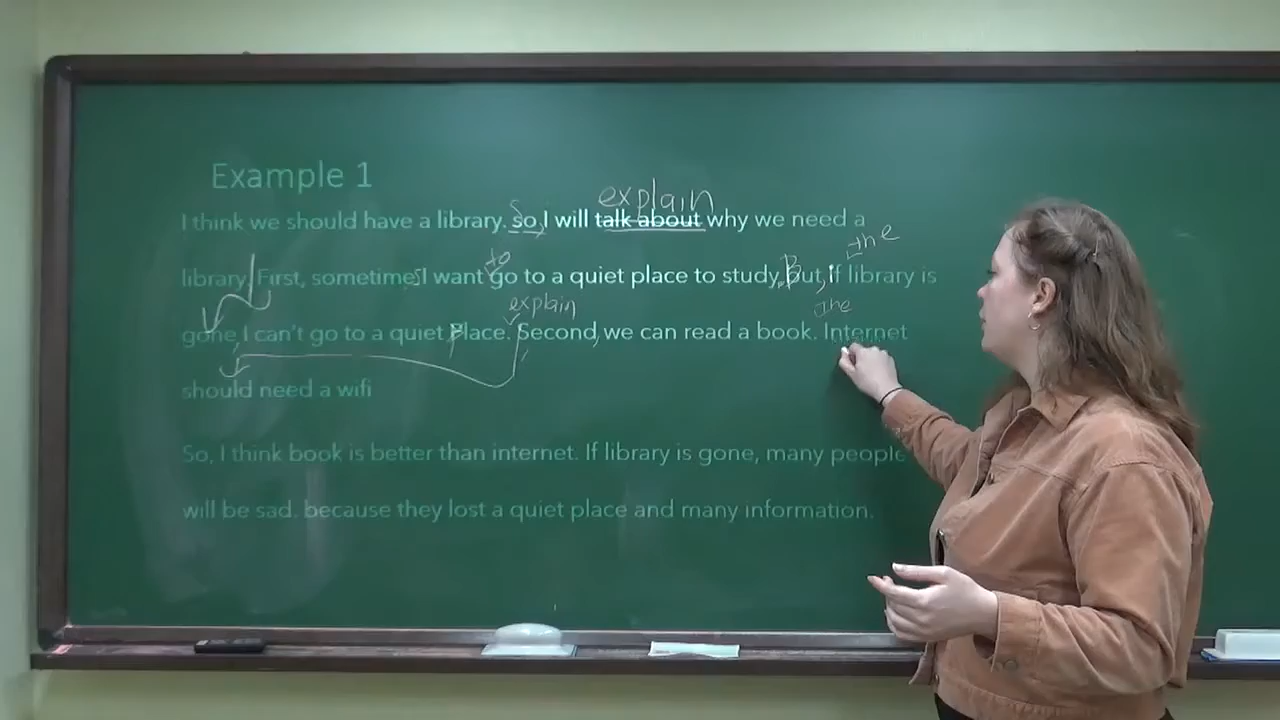 Example 1
explain
I think we should have a library. so, I will talk about why we need a
to the
library. First, sometimes, I want go to a quiet place to study, But, if library is
explain the
gone, I can't go to a quiet place. Second, we can read a book. Internet
should need a wifi
So, I think book is better than internet. If library is gone, many people
will be sad. because they lost a quiet place and many information.